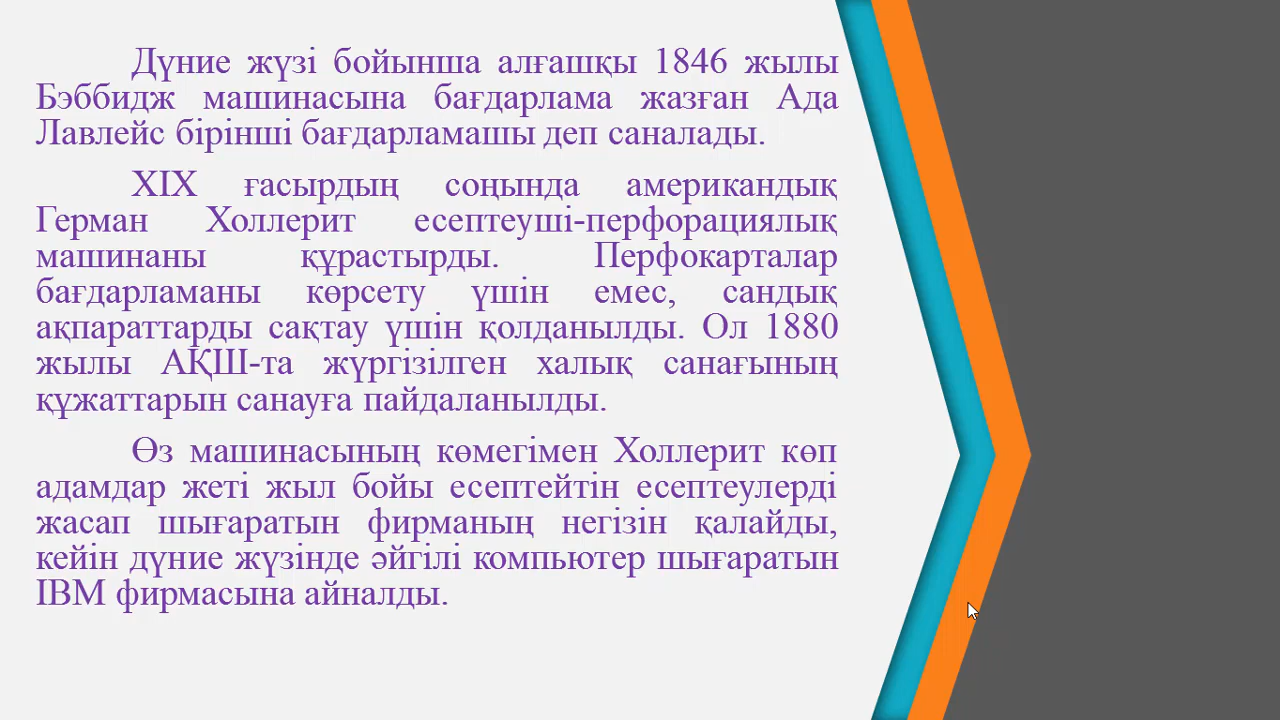 Дүние жүзі бойынша алғашқы 1846 жылы
Бэббидж машинасына бағдарлама жазған Ада
Лавлейс бірінші бағдарламашы деп саналады.
XIX ғасырдың соңында американдық
Герман Холлерит есептеуші-перфорациялық
машинаны құрастырды. Перфокарталар
бағдарламаны көрсету үшін емес, сандық
ақпараттарды сақтау үшін қолданылды. Ол 1880
жылы АҚШ-та жүргізілген халық санағының
құжаттарын санауға пайдаланылды.
Өз машинасының көмегімен Холлерит көп
адамдар жеті жыл бойы есептейтін есептеулерді
жасап шығаратын фирманың негізін қалайды,
кейін дүние жүзінде әйгілі компьютер шығаратын
IBM фирмасына айналды.